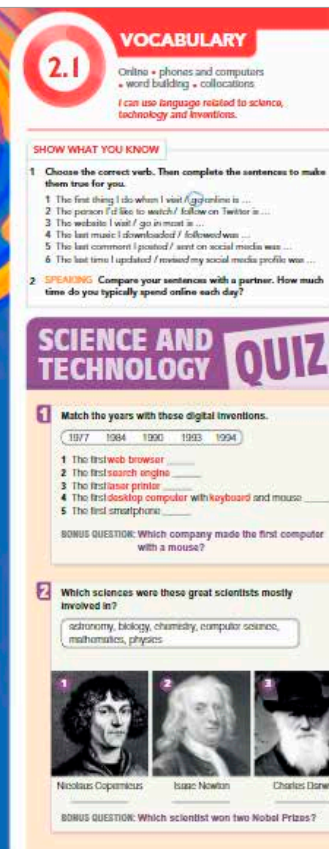 2.1
VOCABULARY
Online • phones and computers
• word building • collocations
I can use language related to science,
technology and inventions.
SHOW WHAT YOU KNOW
1 Choose the correct verb. Then complete the sentences to make
them true for you.
1 The first thing I do when I visit / go online is ...
2 The person I'd like to watch / follow on Twitter is ...
3 The website I visit / go in most is ...
4 The last music I downloaded / followed was ...
5 The last comment I posted / sent on social media was ...
6 The last time I updated / revised my social media profile was ...
2 SPEAKING Compare your sentences with a partner. How much
time do you typically spend online each day?
SCIENCE AND
TECHNOLOGY QUIZ
1 Match the years with these digital inventions.
1977 1984 1990 1993 1994
1 The first web browser ____
2 The first search engine ____
3 The first laser printer ____
4 The first desktop computer with keyboard and mouse ____
5 The first smartphone ____
BONUS QUESTION: Which company made the first computer
with a mouse?
2 Which sciences were these great scientists mostly
involved in?
astronomy, biology, chemistry, computer science,
mathematics, physics
1 2 3
Nicolaus Copernicus Isaac Newton Charles Darw
BONUS QUESTION: Which scientist won two Nobel Prizes?